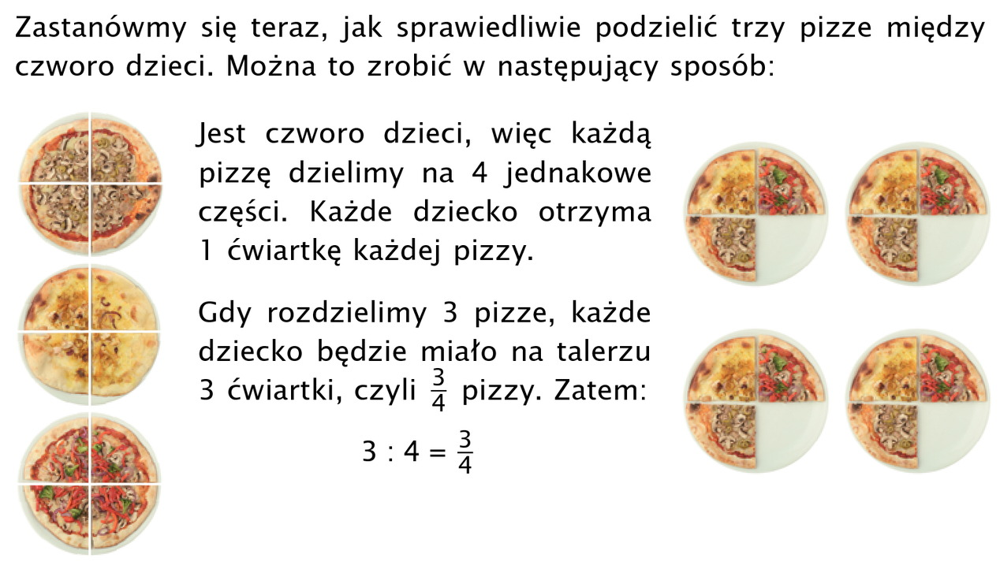 Zastanówmy się teraz, jak sprawiedliwie podzielić trzy pizze między
czworo dzieci. Można to zrobić w następujący sposób:
Jest czworo dzieci, więc każdą
pizzę dzielimy na 4 jednakowe
części. Każde dziecko otrzyma
1 ćwiartkę każdej pizzy.
Gdy rozdzielimy 3 pizze, każde
dziecko będzie miało na talerzu
3 ćwiartki, czyli 3/4 pizzy. Zatem:
3 : 4 = 3/4